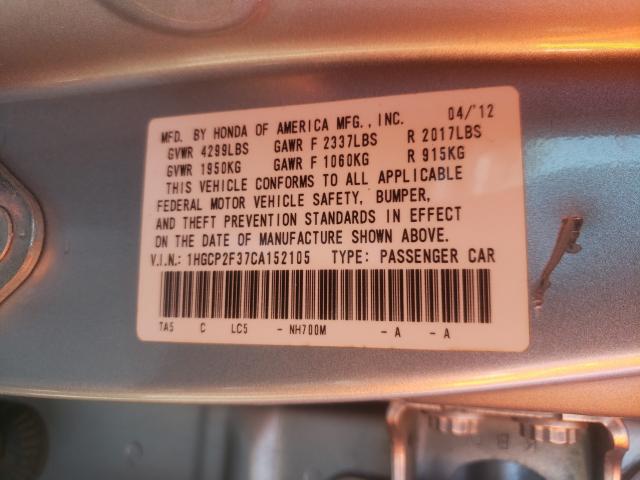 MFD. BY HONDA OF AMERICA MFG., INC. 04/'12
GVWR 4299LBS GAWR F 2337LBS R 2017LBS
GVWR 1950KG GAWR F 1060KG R 915KG
THIS VEHICLE CONFORMS TO ALL APPLICABLE
FEDERAL MOTOR VEHICLE SAFETY, BUMPER,
AND THEFT PREVENTION STANDARDS IN EFFECT
ON THE DATE OF MANUFACTURE SHOWN ABOVE.
V.I.N.: 1HGCP2F37CA152105 TYPE: PASSENGER CAR
TA5 C LC5 - NH700M - A - A